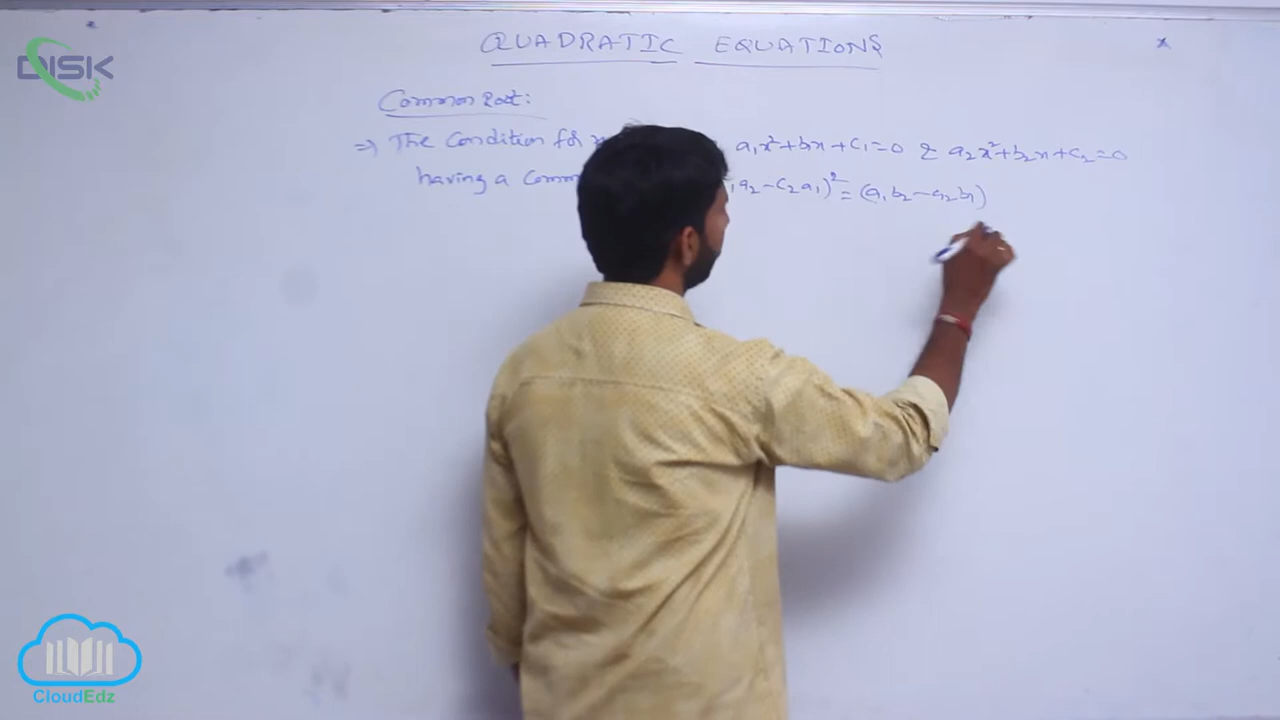 DISK
QUADRATIC EQUATIONS
Common Root:
⇒ The Condition for a₁x²+b₁x+c₁=0 & a₂x²+b₂x+c₂=0
having a a₂-c₂a₁)²=(a₁b₂-a₂b₁)
CloudEdz